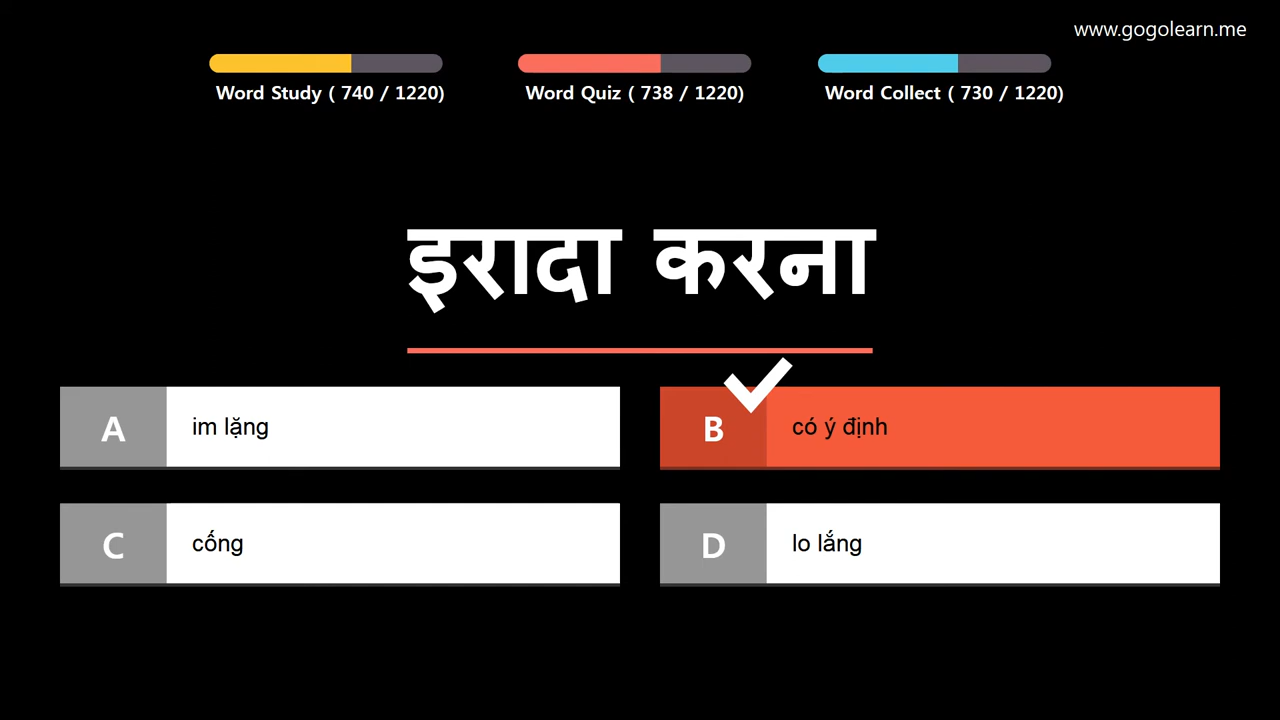 www.gogolearn.me
Word Study ( 740 / 1220)
Word Quiz ( 738 / 1220)
Word Collect ( 730 / 1220)
इरादा करना
A
im lặng
B
có ý định
C
cống
D
lo lắng